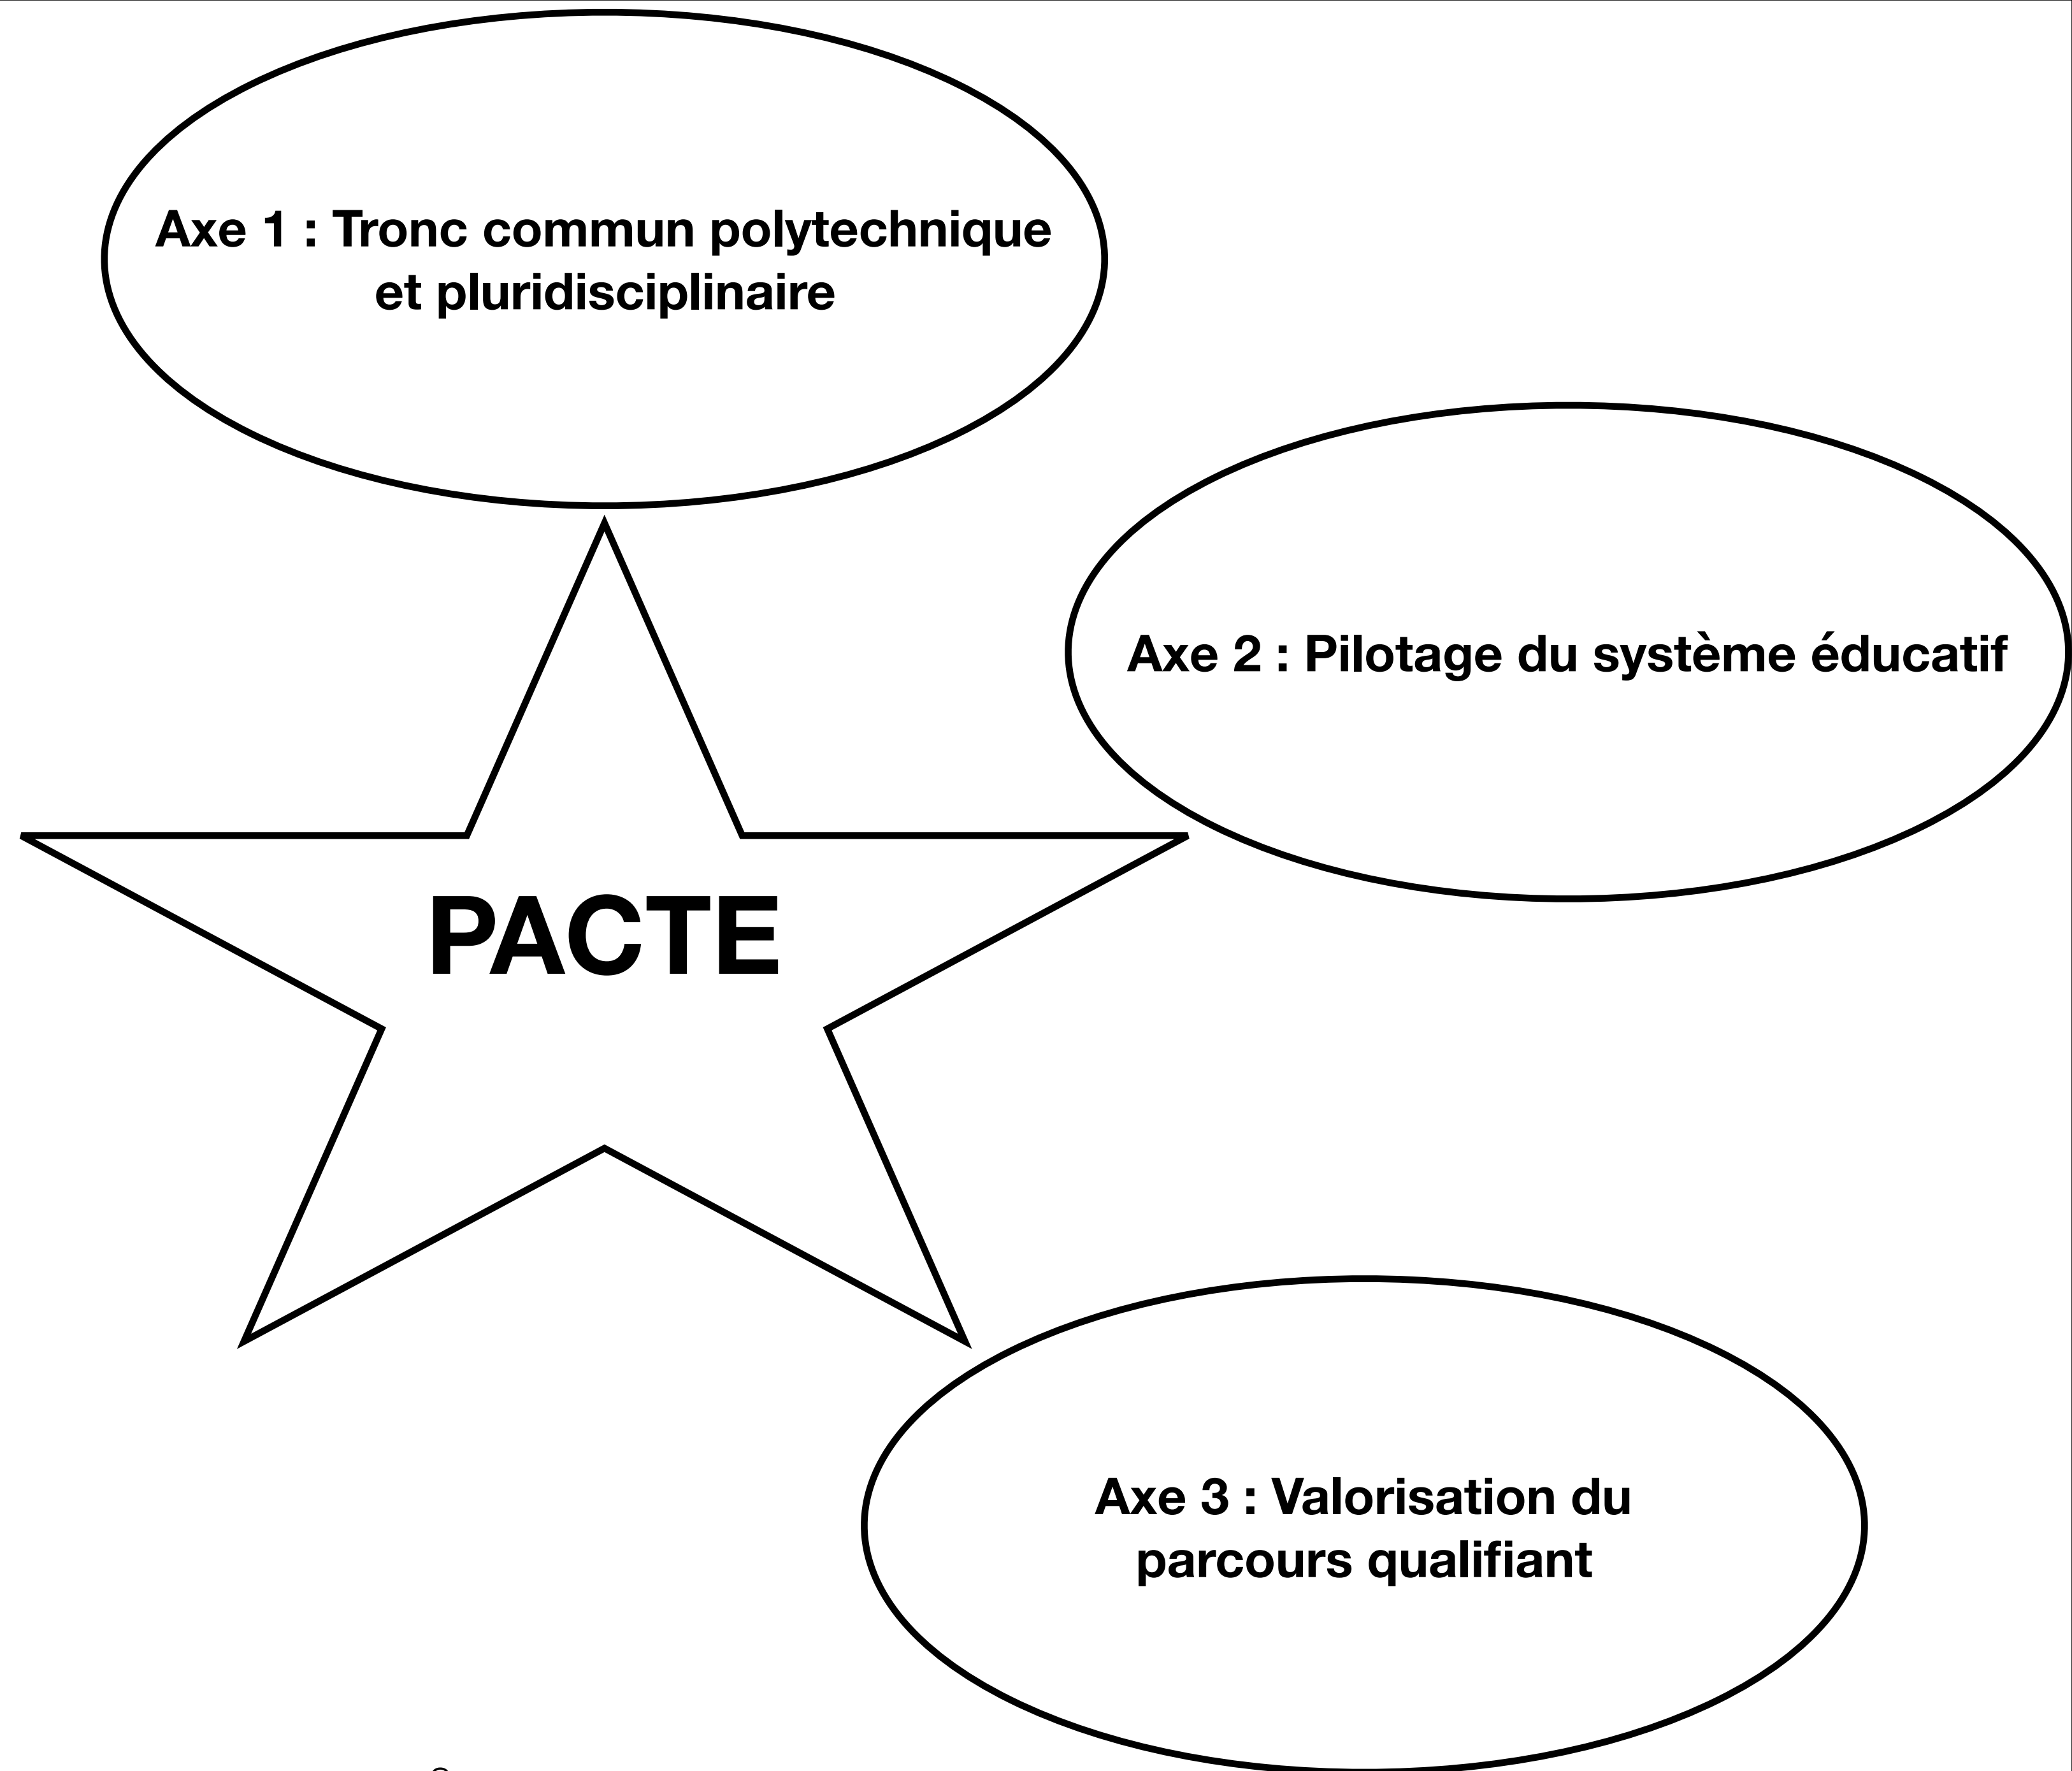 Axe 1 : Tronc commun polytechnique
et pluridisciplinaire
Axe 2 : Pilotage du système éducatif
PACTE
Axe 3 : Valorisation du
parcours qualifiant